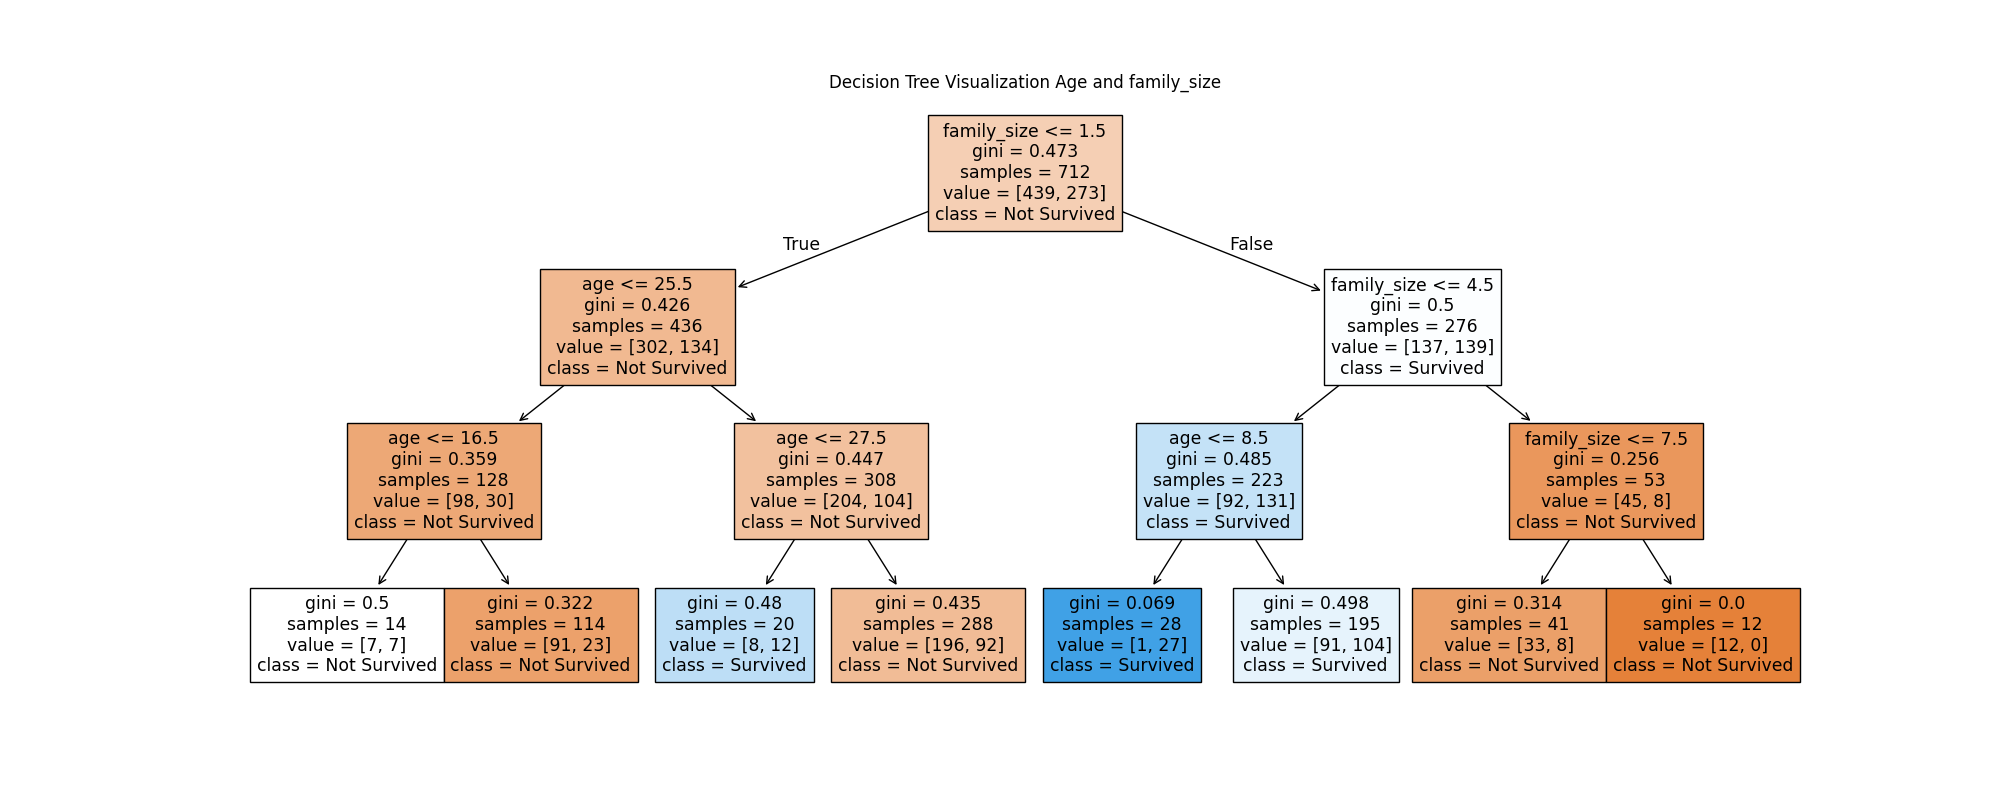 Decision Tree Visualization Age and family_size
family_size <= 1.5
gini = 0.473
samples = 712
value = [439, 273]
class = Not Survived
True
False
age <= 25.5
gini = 0.426
samples = 436
value = [302, 134]
class = Not Survived
family_size <= 4.5
gini = 0.5
samples = 276
value = [137, 139]
class = Survived
age <= 16.5
gini = 0.359
samples = 128
value = [98, 30]
class = Not Survived
age <= 27.5
gini = 0.447
samples = 308
value = [204, 104]
class = Not Survived
age <= 8.5
gini = 0.485
samples = 223
value = [92, 131]
class = Survived
family_size <= 7.5
gini = 0.256
samples = 53
value = [45, 8]
class = Not Survived
gini = 0.5
samples = 14
value = [7, 7]
class = Not Survived
gini = 0.322
samples = 114
value = [91, 23]
class = Not Survived
gini = 0.48
samples = 20
value = [8, 12]
class = Survived
gini = 0.435
samples = 288
value = [196, 92]
class = Not Survived
gini = 0.069
samples = 28
value = [1, 27]
class = Survived
gini = 0.498
samples = 195
value = [91, 104]
class = Survived
gini = 0.314
samples = 41
value = [33, 8]
class = Not Survived
gini = 0.0
samples = 12
value = [12, 0]
class = Not Survived